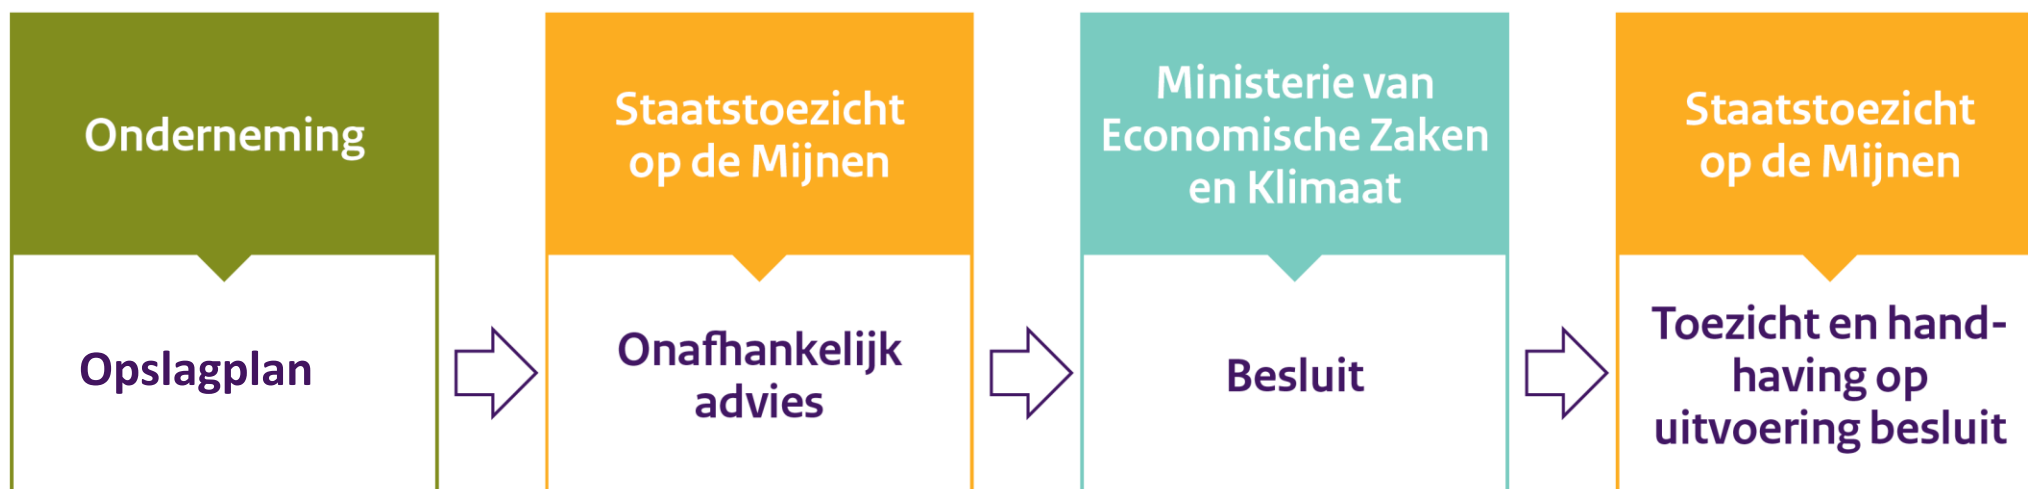 Onderneming
Opslagplan
Staatstoezicht
op de Mijnen
Onafhankelijk
advies
Ministerie van
Economische Zaken
en Klimaat
Besluit
Staatstoezicht
op de Mijnen
Toezicht en hand-
having op
uitvoering besluit